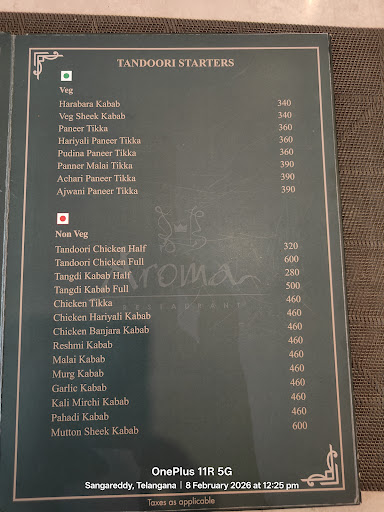 TANDOORI STARTERS
Veg
Harabara Kabab 340
Veg Sheek Kabab 340
Paneer Tikka 360
Hariyali Paneer Tikka 360
Pudina Paneer Tikka 360
Panner Malai Tikka 390
Achari Paneer Tikka 390
Ajwani Paneer Tikka 390
Non Veg
Tandoori Chicken Half 320
Tandoori Chicken Full 600
Tangdi Kabab Half 280
Tangdi Kabab Full 500
Chicken Tikka 460
Chicken Hariyali Kabab 460
Chicken Banjara Kabab 460
Reshmi Kabab 460
Malai Kabab 460
Murg Kabab 460
Garlic Kabab 460
Kali Mirchi Kabab 460
Pahadi Kabab 460
Mutton Sheek Kabab 600
aroma
RESTAURANT
OnePlus 11R 5G
Sangareddy, Telangana | 8 February 2026 at 12:25 pm
Taxes as applicable